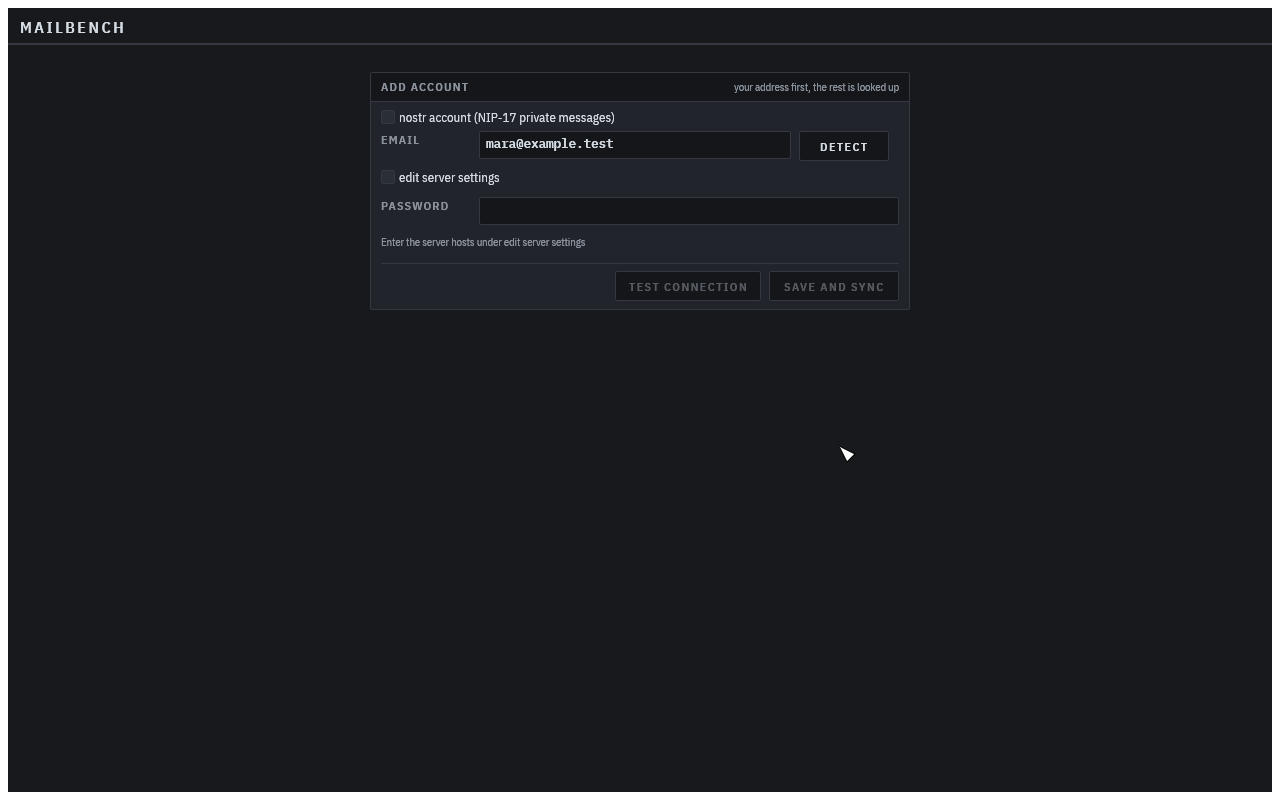 MAILBENCH
ADD ACCOUNT your address first, the rest is looked up
nostr account (NIP-17 private messages)
EMAIL mara@example.test DETECT
edit server settings
PASSWORD
Enter the server hosts under edit server settings
TEST CONNECTION SAVE AND SYNC